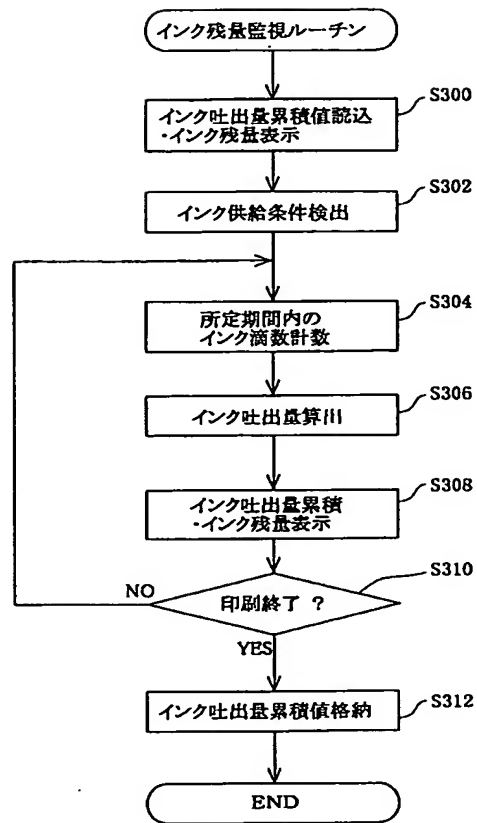 インク残量監視ルーチン
S300
インク吐出量累積値読込
・インク残量表示
S302
インク供給条件検出
S304
所定期間内の
インク滴数計数
S306
インク吐出量算川
S308
インク吐出量累積
・インク残量表示
S310
NO
印刷終了 ?
YES
S312
インク吐出量累積値格納
END